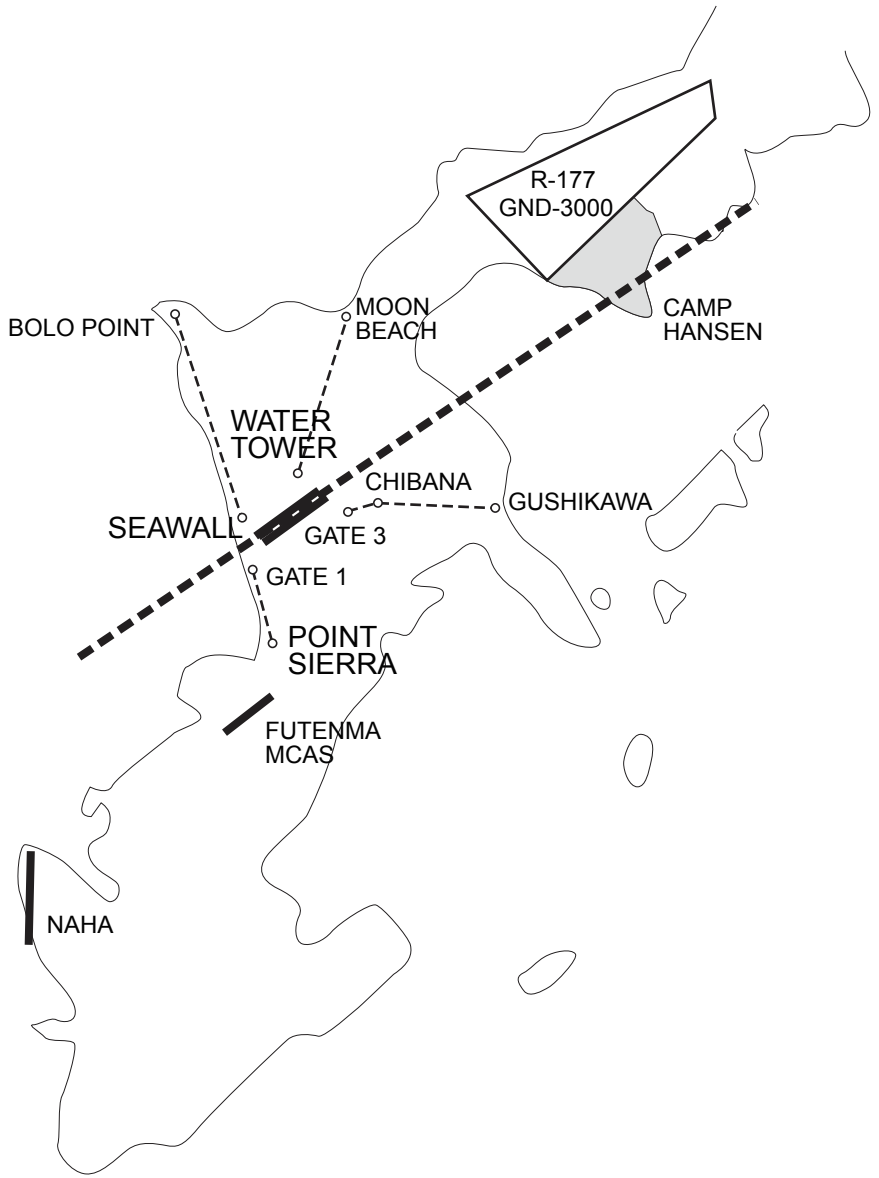 R-177
GND-3000
MOON
BEACH
BOLO POINT
CAMP
HANSEN
WATER
TOWER
CHIBANA
GUSHIKAWA
SEAWALL
GATE 3
GATE 1
POINT
SIERRA
FUTENMA
MCAS
NAHA